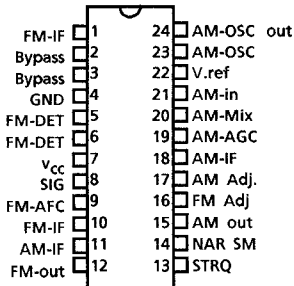 FM-IF 1 24 AM-OSC out
Bypass 2 23 AM-OSC
Bypass 3 22 V.ref
GND 4 21 AM-in
FM-DET 5 20 AM-Mix
FM-DET 6 19 AM-AGC
VCC 7 18 AM-IF
SIG 8 17 AM Adj.
FM-AFC 9 16 FM Adj
FM-IF 10 15 AM out
AM-IF 11 14 NAR SM
FM-out 12 13 STRQ